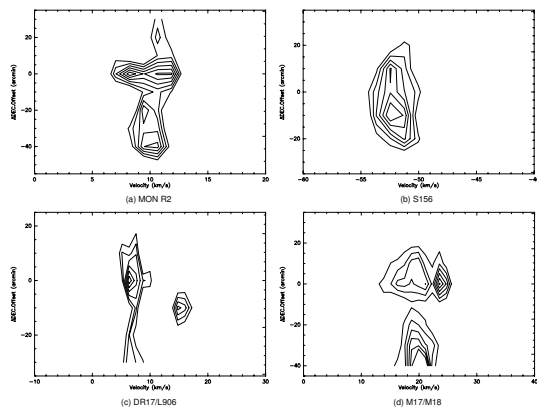 ΔDEC.Offset (arcmin)
20
0
−20
−40
0
5
10
15
20
Velocity (km/s)
(a) MON R2
ΔDEC.Offset (arcmin)
20
0
−20
−60
−55
−50
−45
−40
Velocity (km/s)
(b) S156
ΔDEC.Offset (arcmin)
20
0
−20
−10
0
10
20
30
Velocity (km/s)
(c) DR17/L906
ΔDEC.Offset (arcmin)
20
0
−20
−40
0
10
20
30
40
Velocity (km/s)
(d) M17/M18